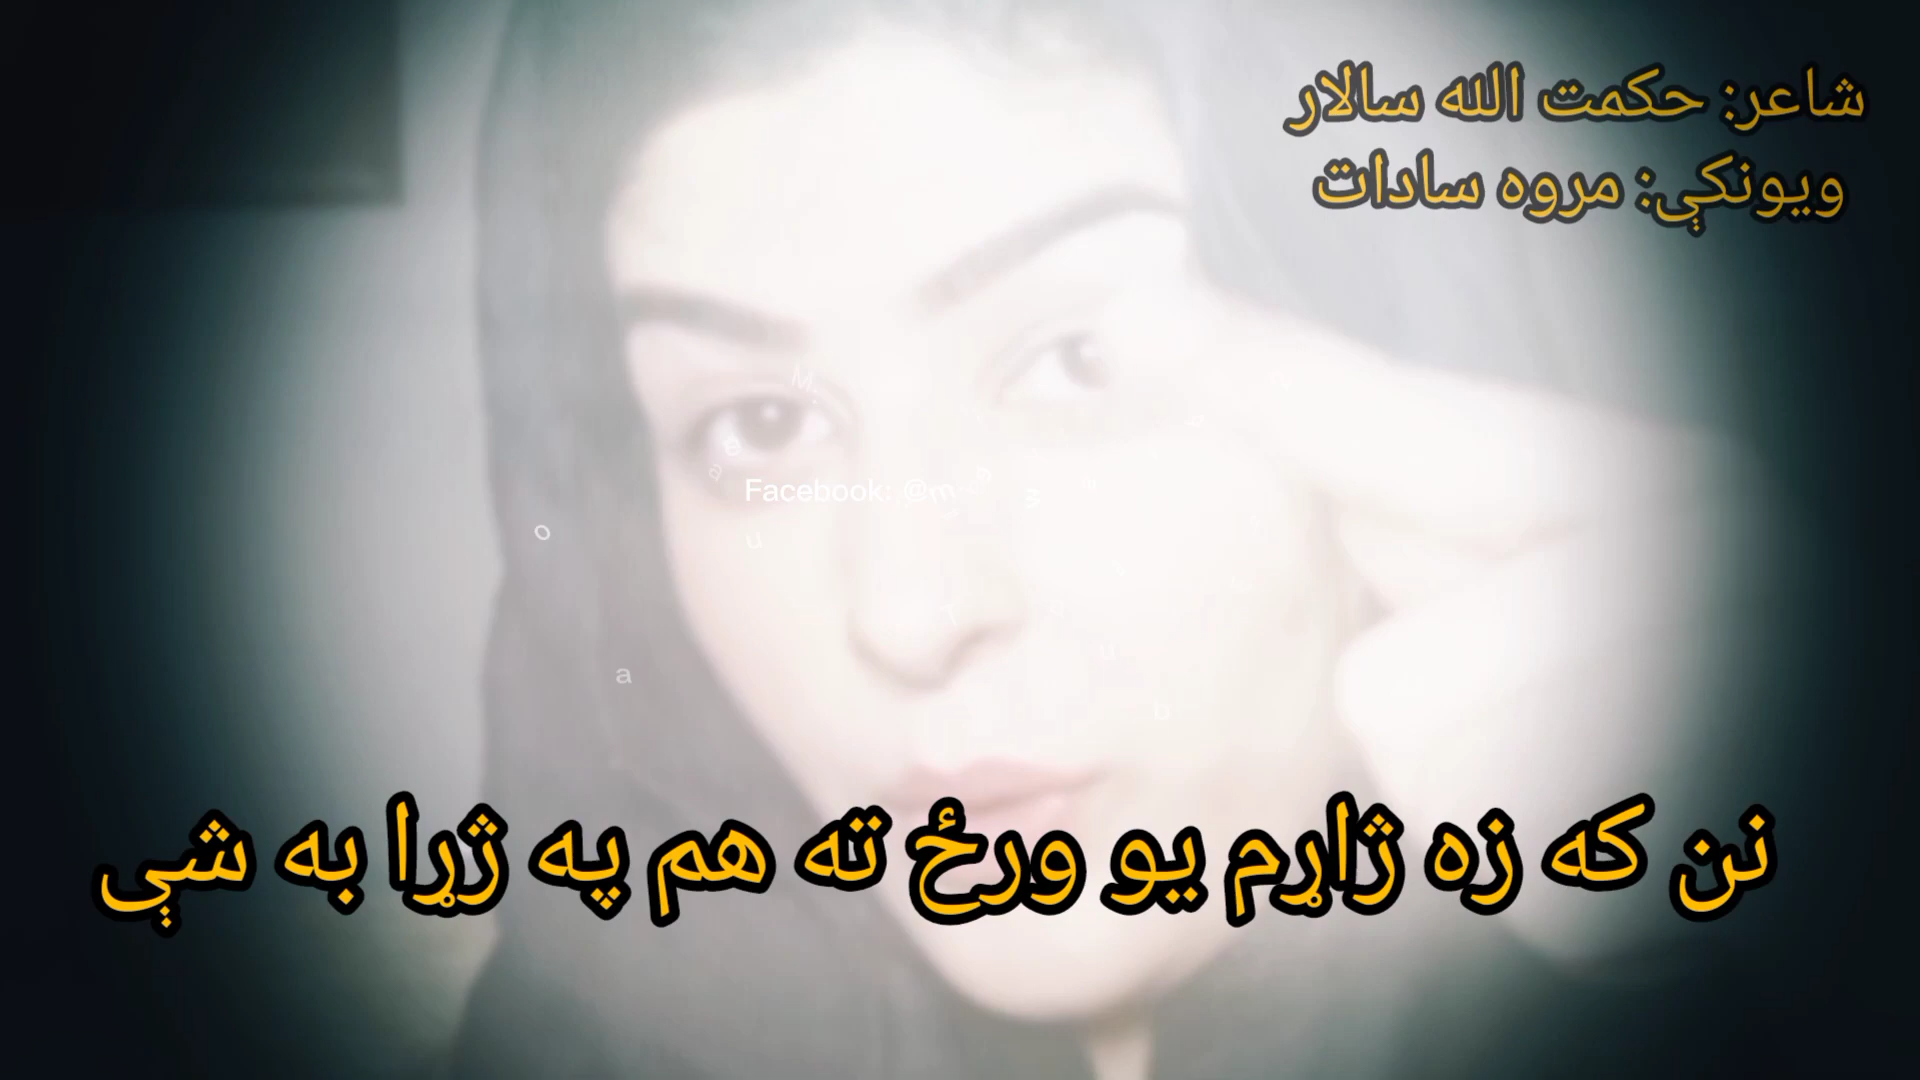 شاعر: حکمت الله سالار
ویونکې: مروه سادات
Facebook: @m
نن که زه ژاړم یو ورځ ته هم په ژړا به شې